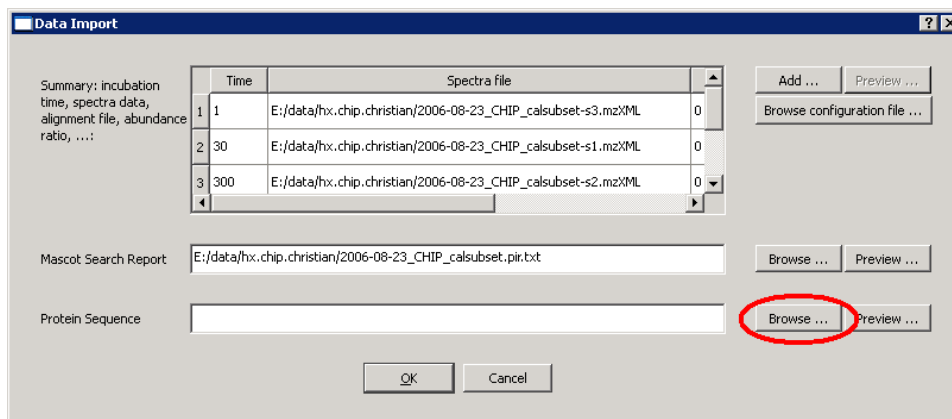 Data Import
Summary: incubation
time, spectra data,
alignment file, abundance
ratio, ...:
Time Spectra file
1 1 E:/data/hx.chip.christian/2006-08-23_CHIP_calsubset-s3.mzXML 0
2 30 E:/data/hx.chip.christian/2006-08-23_CHIP_calsubset-s1.mzXML 0
3 300 E:/data/hx.chip.christian/2006-08-23_CHIP_calsubset-s2.mzXML 0
Add ... Preview ...
Browse configuration file ...
Mascot Search Report E:/data/hx.chip.christian/2006-08-23_CHIP_calsubset.pir.txt Browse ... Preview ...
Protein Sequence Browse ... Preview ...
OK Cancel